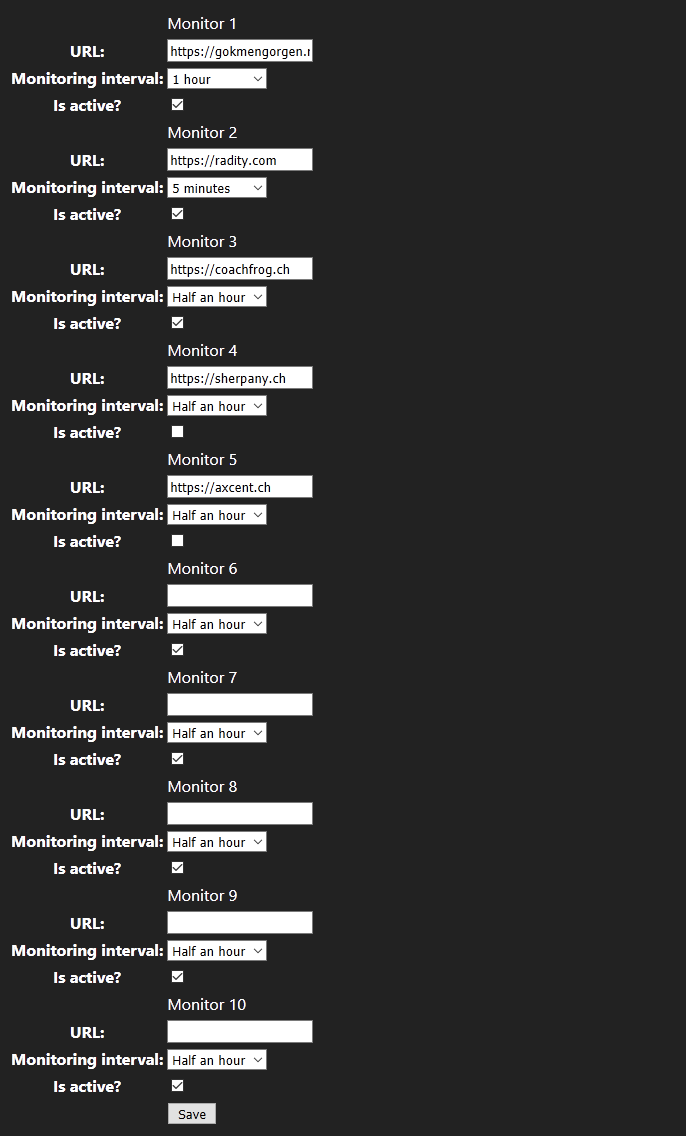 Monitor 1
URL: https://gokmengorgen.
Monitoring interval: 1 hour
Is active?
Monitor 2
URL: https://radity.com
Monitoring interval: 5 minutes
Is active?
Monitor 3
URL: https://coachfrog.ch
Monitoring interval: Half an hour
Is active?
Monitor 4
URL: https://sherpany.ch
Monitoring interval: Half an hour
Is active?
Monitor 5
URL: https://axcent.ch
Monitoring interval: Half an hour
Is active?
Monitor 6
URL:
Monitoring interval: Half an hour
Is active?
Monitor 7
URL:
Monitoring interval: Half an hour
Is active?
Monitor 8
URL:
Monitoring interval: Half an hour
Is active?
Monitor 9
URL:
Monitoring interval: Half an hour
Is active?
Monitor 10
URL:
Monitoring interval: Half an hour
Is active?
Save